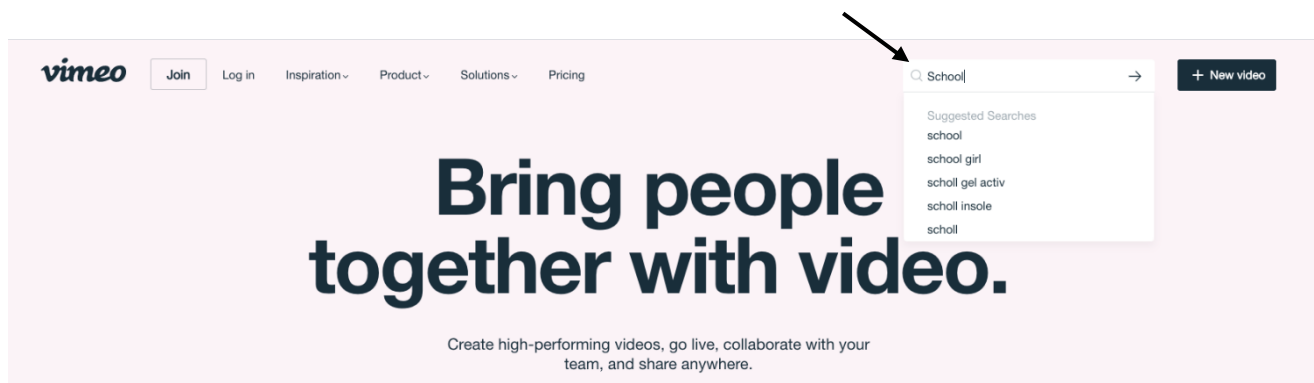 vimeo Join Log in Inspiration Product Solutions Pricing School + New video
Suggested Searches
school
school girl
scholl gel activ
scholl insole
scholl
Bring people
together with video.
Create high-performing videos, go live, collaborate with your
team, and share anywhere.